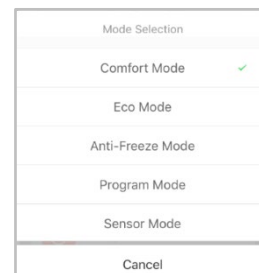 Mode Selection
Comfort Mode
Eco Mode
Anti-Freeze Mode
Program Mode
Sensor Mode
Cancel